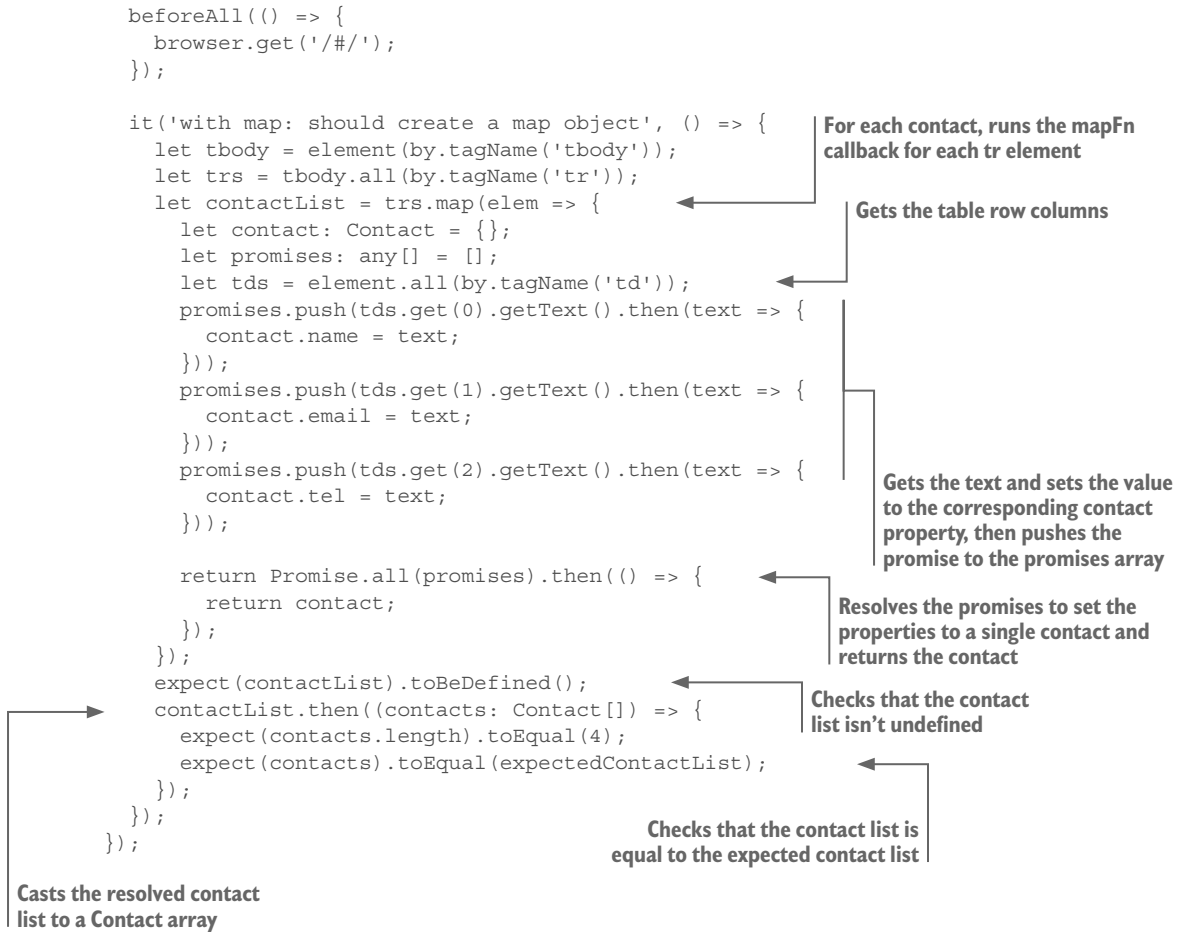 beforeAll(() => {
  browser.get('/#/');
});

it('with map: should create a map object', () => {
  let tbody = element(by.tagName('tbody'));
  let trs = tbody.all(by.tagName('tr'));
  let contactList = trs.map(elem => {
    let contact: Contact = {};
    let promises: any[] = [];
    let tds = element.all(by.tagName('td'));
    promises.push(tds.get(0).getText().then(text => {
      contact.name = text;
    }));
    promises.push(tds.get(1).getText().then(text => {
      contact.email = text;
    }));
    promises.push(tds.get(2).getText().then(text => {
      contact.tel = text;
    }));

    return Promise.all(promises).then(() => {
      return contact;
    });
  });
  expect(contactList).toBeDefined();
  contactList.then((contacts: Contact[]) => {
    expect(contacts.length).toEqual(4);
    expect(contacts).toEqual(expectedContactList);
  });
});
});
For each contact, runs the mapFn
callback for each tr element
Gets the table row columns
Gets the text and sets the value
to the corresponding contact
property, then pushes the
promise to the promises array
Resolves the promises to set the
properties to a single contact and
returns the contact
Checks that the contact
list isn't undefined
Checks that the contact list is
equal to the expected contact list
Casts the resolved contact
list to a Contact array